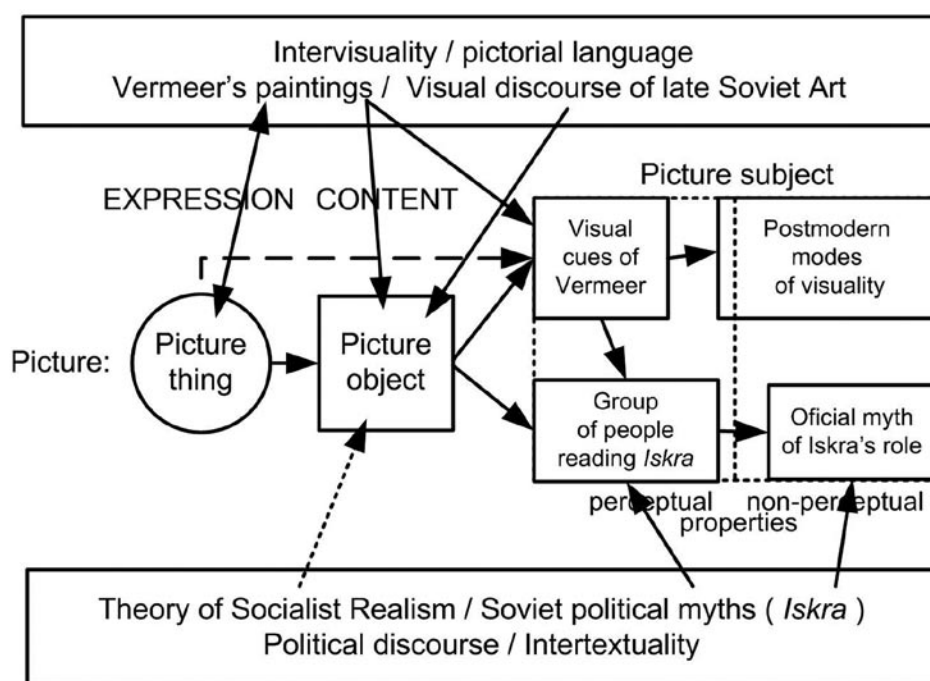 Intervisuality / pictorial language
Vermeer's paintings / Visual discourse of late Soviet Art
EXPRESSION CONTENT
Picture subject
Visual
cues of
Vermeer
Postmodern
modes
of visuality
Picture:
Picture
thing
Picture
object
Group
of people
reading Iskra
Oficial myth
of Iskra's role
perceptual non-perceptual
properties
Theory of Socialist Realism / Soviet political myths ( Iskra )
Political discourse / Intertextuality